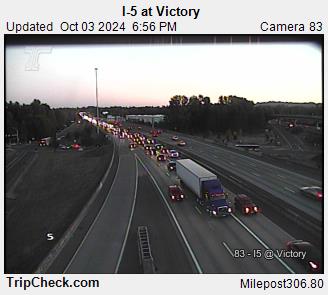 I-5 at Victory
Updated Oct 03 2024 6:56 PM Camera 83
S
83 - I5 @ Victory
TripCheck.com Milepost306.80